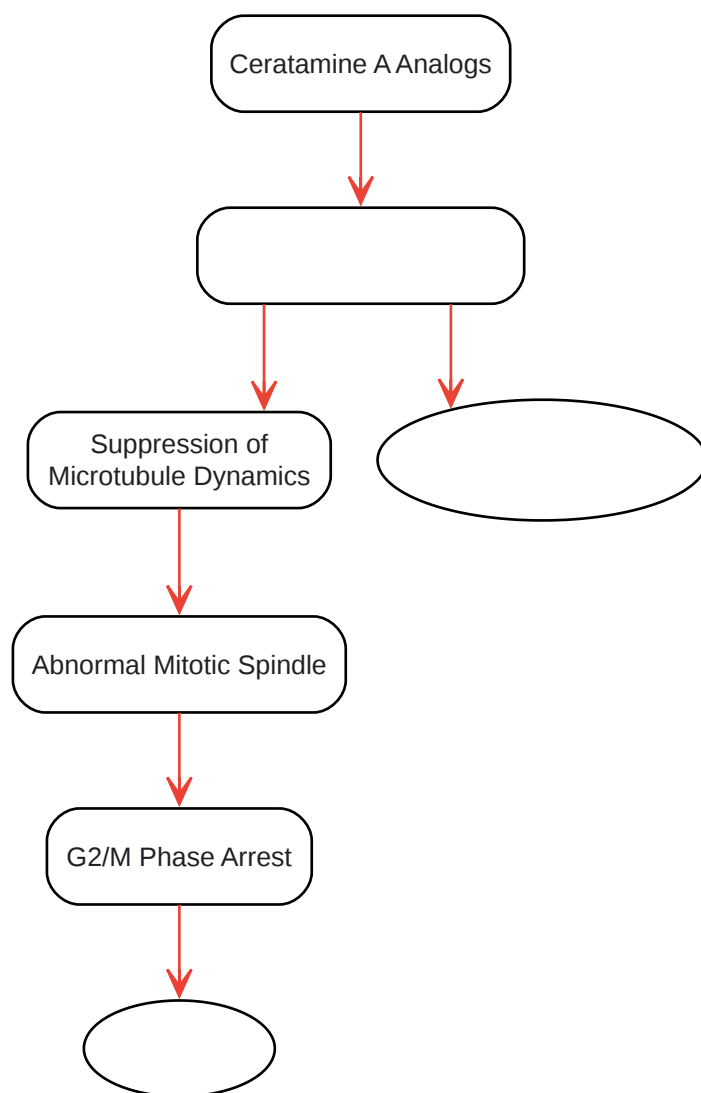 Ceratamine A Analogs
Suppression of
Microtubule Dynamics
Abnormal Mitotic Spindle
G2/M Phase Arrest